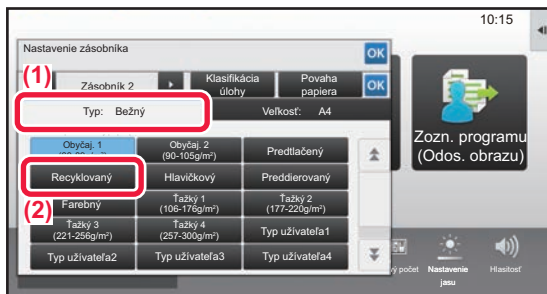 10:15
Nastavenie zásobníka
OK
(1)
Zásobník 2
Klasifikácia
úlohy
Povaha
papiera
OK
Typ: Bežný
Veľkosť: A4
Obyčaj. 1
Obyčaj. 2
(90-105g/m²)
Predtlačený
Recyklovaný
Hlavičkový
Preddierovaný
(2)
Farebný
Ťažký 1
(106-176g/m²)
Ťažký 2
(177-220g/m²)
Ťažký 3
(221-256g/m²)
Ťažký 4
(257-300g/m²)
Typ užívateľa1
Typ užívateľa2
Typ užívateľa3
Typ užívateľa4
Zozn. programu
(Odos. obrazu)
počet
Nastavenie
jasu
Hlasitosť